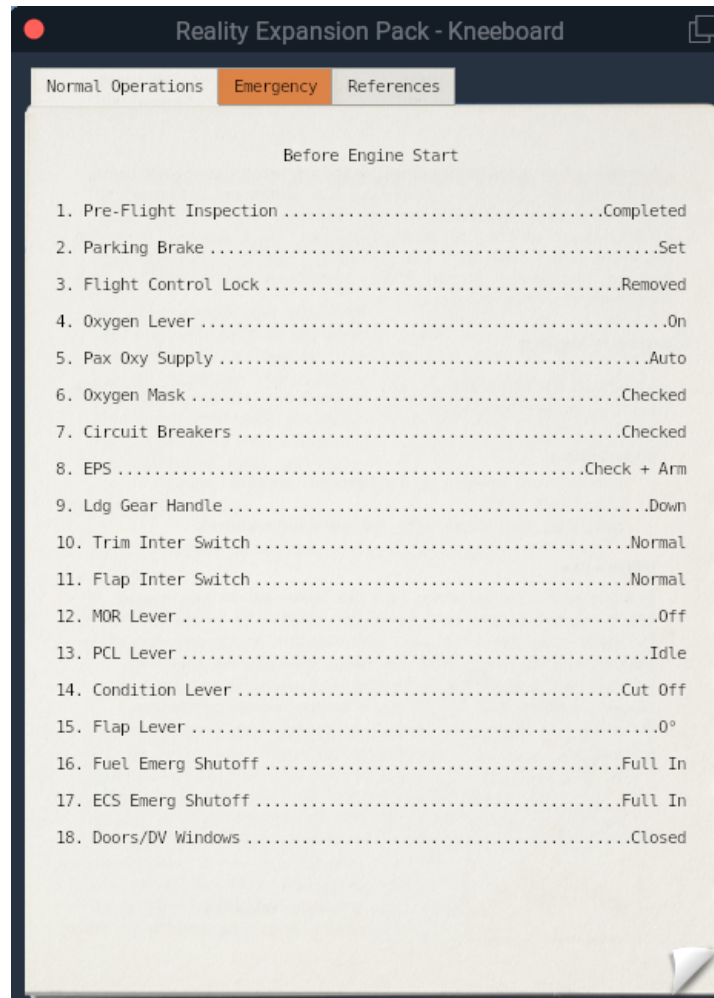 Reality Expansion Pack - Kneeboard
Normal Operations Emergency References
Before Engine Start
1. Pre-Flight Inspection ..................................Completed
2. Parking Brake ................................................Set
3. Flight Control Lock ......................................Removed
4. Oxygen Lever ..................................................On
5. Pax Oxy Supply ..............................................Auto
6. Oxygen Mask ..............................................Checked
7. Circuit Breakers .........................................Checked
8. EPS ..................................................Check + Arm
9. Ldg Gear Handle .............................................Down
10. Trim Inter Switch ........................................Normal
11. Flap Inter Switch ........................................Normal
12. MOR Lever ...................................................Off
13. PCL Lever ..................................................Idle
14. Condition Lever .........................................Cut Off
15. Flap Lever ..................................................0°
16. Fuel Emerg Shutoff ......................................Full In
17. ECS Emerg Shutoff .......................................Full In
18. Doors/DV Windows .........................................Closed